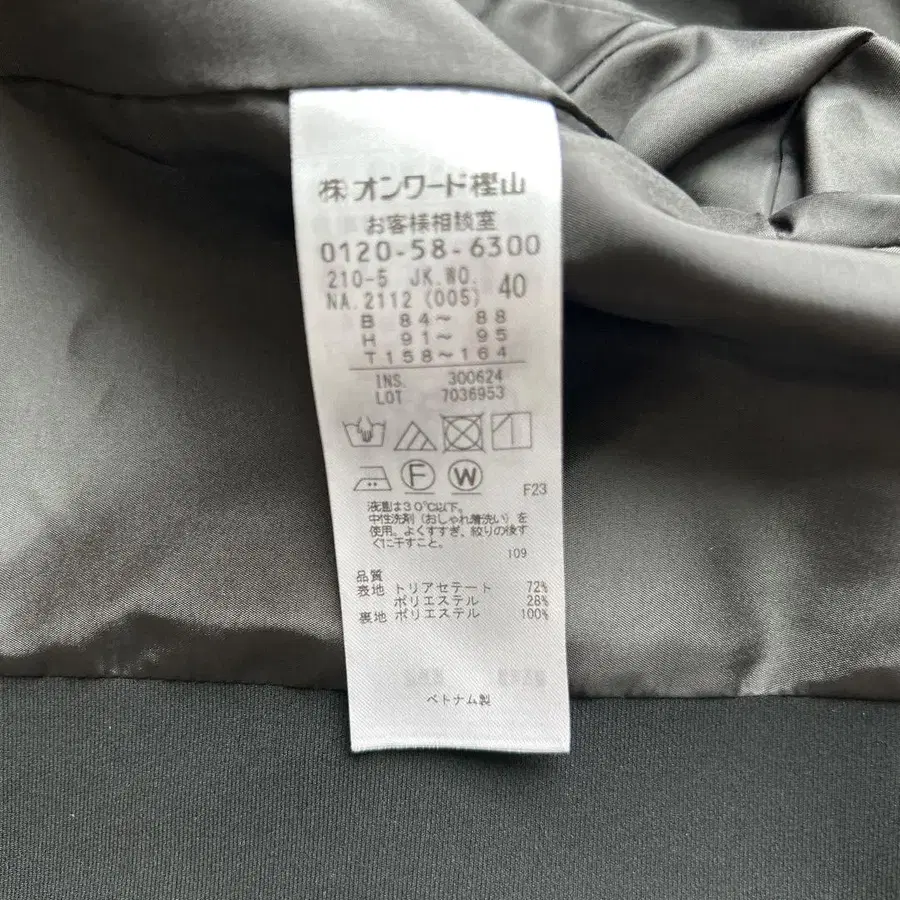 ㈱オンワード樫山
お客様相談室
0120-58-6300
210-5 JK.WO.
NA.2112 (005) 40
B 84～ 88
H 91～ 95
T158～164
INS. 300624
LOT 7036953
F W
F23
液温は30℃以下。
中性洗剤(おしゃれ着洗い)を
使用。よくすすぎ、絞りの後す
ぐに干すこと。
109
品質
表地 トリアセテート 72%
ポリエステル 28%
裏地 ポリエステル 100%
ベトナム製